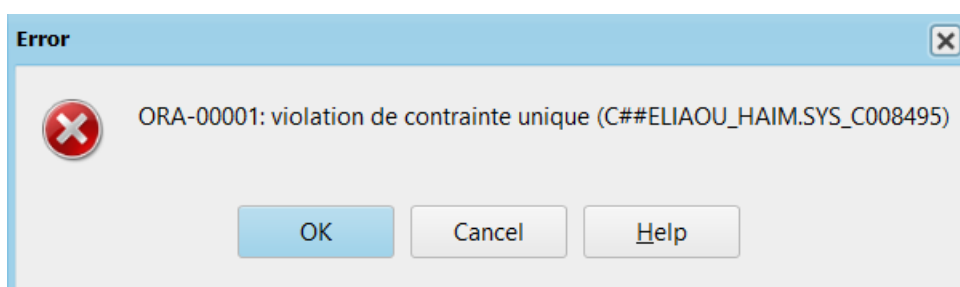 Error
ORA-00001: violation de contrainte unique (C##ELIAOU_HAIM.SYS_C008495)
OK Cancel Help